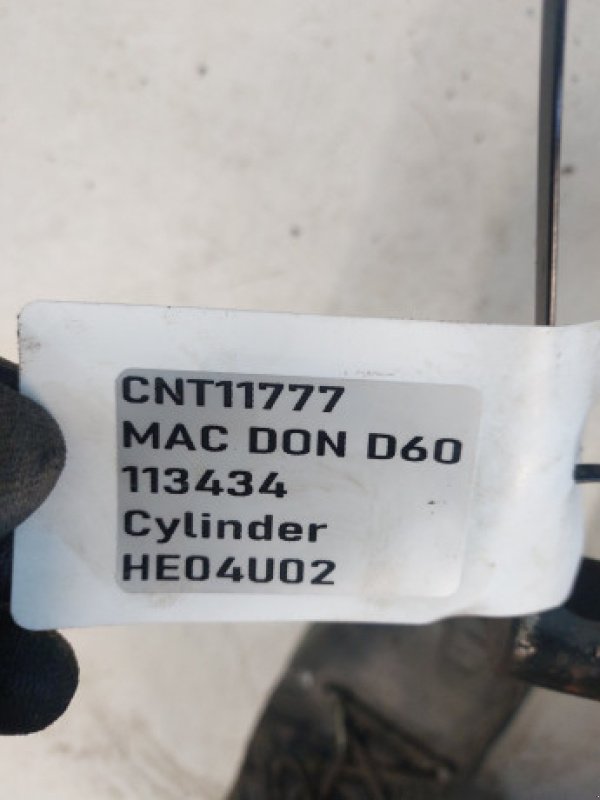 CNT11777
MAC DON D60
113434
Cylinder
HE04U02